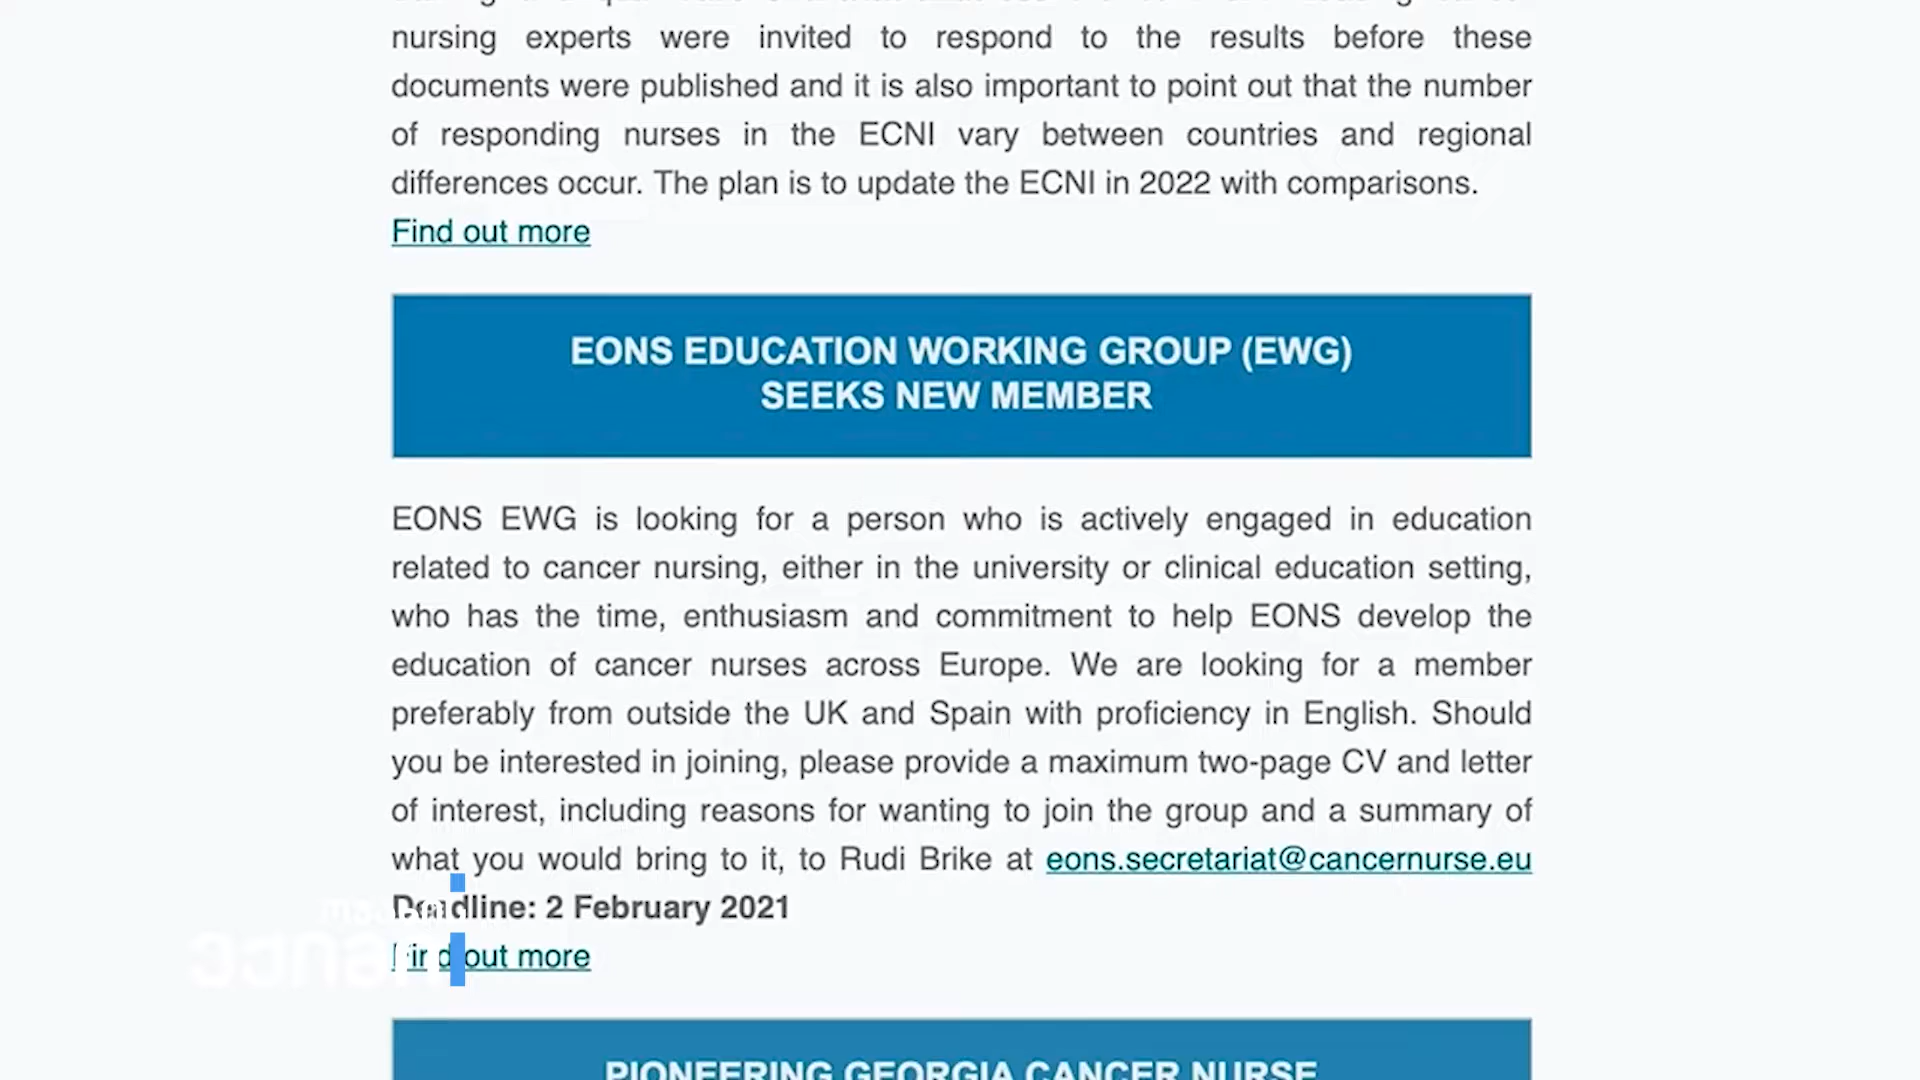 nursing experts were invited to respond to the results before these
documents were published and it is also important to point out that the number
of responding nurses in the ECNI vary between countries and regional
differences occur. The plan is to update the ECNI in 2022 with comparisons.
Find out more
EONS EDUCATION WORKING GROUP (EWG)
SEEKS NEW MEMBER
EONS EWG is looking for a person who is actively engaged in education
related to cancer nursing, either in the university or clinical education setting,
who has the time, enthusiasm and commitment to help EONS develop the
education of cancer nurses across Europe. We are looking for a member
preferably from outside the UK and Spain with proficiency in English. Should
you be interested in joining, please provide a maximum two-page CV and letter
of interest, including reasons for wanting to join the group and a summary of
what you would bring to it, to Rudi Brike at eons.secretariat@cancernurse.eu
Deadline: 2 February 2021
Find out more
PIONEERING GEORGIA CANCER NURSE